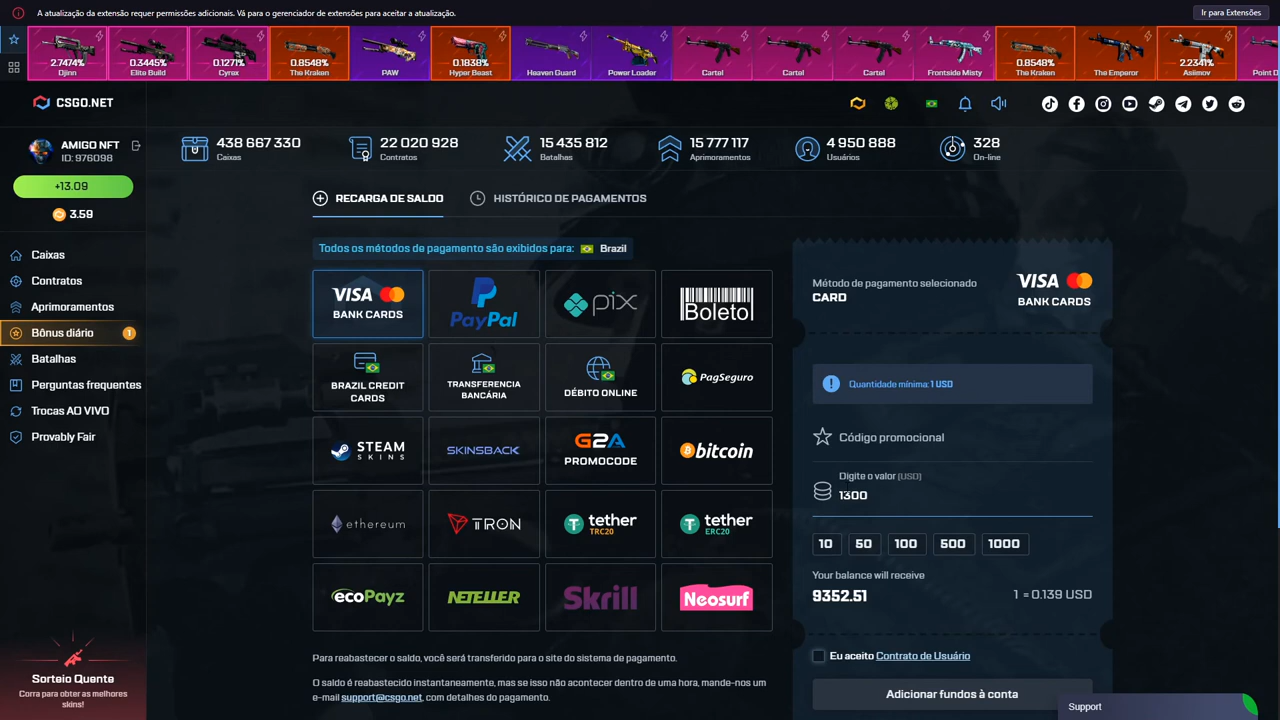 A atualização da extensão requer permissões adicionais. Vá para o gerenciador de extensões para aceitar a atualização.
Ir para Extensões
2.7474%
Djinn
0.3445%
Elite Build
0.1271%
Cyrex
0.8548%
The Kraken
PAW
0.1838%
Hyper Beast
Heaven Guard
Power Loader
Cartel
Cartel
Cartel
Frontside Misty
0.8548%
The Kraken
The Emperor
2.2341%
Asiimov
Point D
CSGO.NET
AMIGO NFT
ID: 976098
+13.09
3.59
438 667 330
Caixas
22 020 928
Contratos
15 435 812
Batalhas
15 777 117
Aprimoramentos
4 950 888
Usuários
328
On-line
Caixas
Contratos
Aprimoramentos
Bônus diário 1
Batalhas
Perguntas frequentes
Trocas AO VIVO
Provably Fair
Sorteio Quente
Corra para obter as melhores
skins!
RECARGA DE SALDO
HISTÓRICO DE PAGAMENTOS
Todos os métodos de pagamento são exibidos para: Brazil
VISA
BANK CARDS
PayPal
pix
Boleto
BRAZIL CREDIT
CARDS
TRANSFERENCIA
BANCÁRIA
DÉBITO ONLINE
PagSeguro
STEAM
SKINS
SKINSBACK
G2A
PROMOCODE
bitcoin
ethereum
TRON
tether
TRC20
tether
ERC20
ecoPayz
NETELLER
Skrill
Neosurf
Para reabastecer o saldo, você será transferido para o site do sistema de pagamento.
O saldo é reabastecido instantaneamente, mas se isso não acontecer dentro de uma hora, mande-nos um
e-mail support@csgo.net, com detalhes do pagamento.
Método de pagamento selecionado
CARD
VISA
BANK CARDS
Quantidade mínima: 1 USD
Código promocional
Digite o valor (USD)
1300
10 50 100 500 1000
Your balance will receive
9352.51
1 = 0.139 USD
Eu aceito Contrato de Usuário
Adicionar fundos à conta
Support